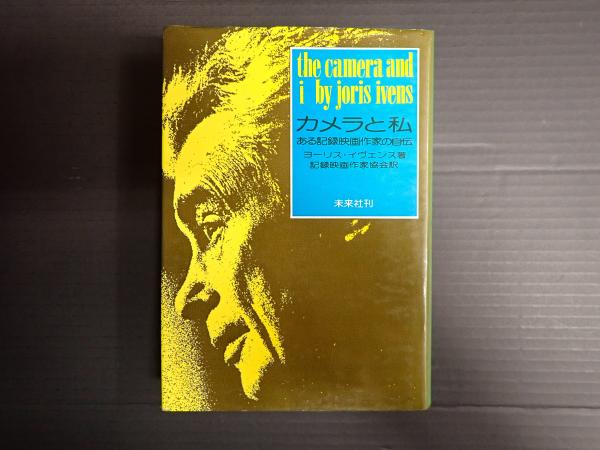 the camera and
i by joris ivens
カメラと私
ある記録映画作家の自伝
ヨーリス・イヴェンス著
記録映画作家協会訳
未来社刊